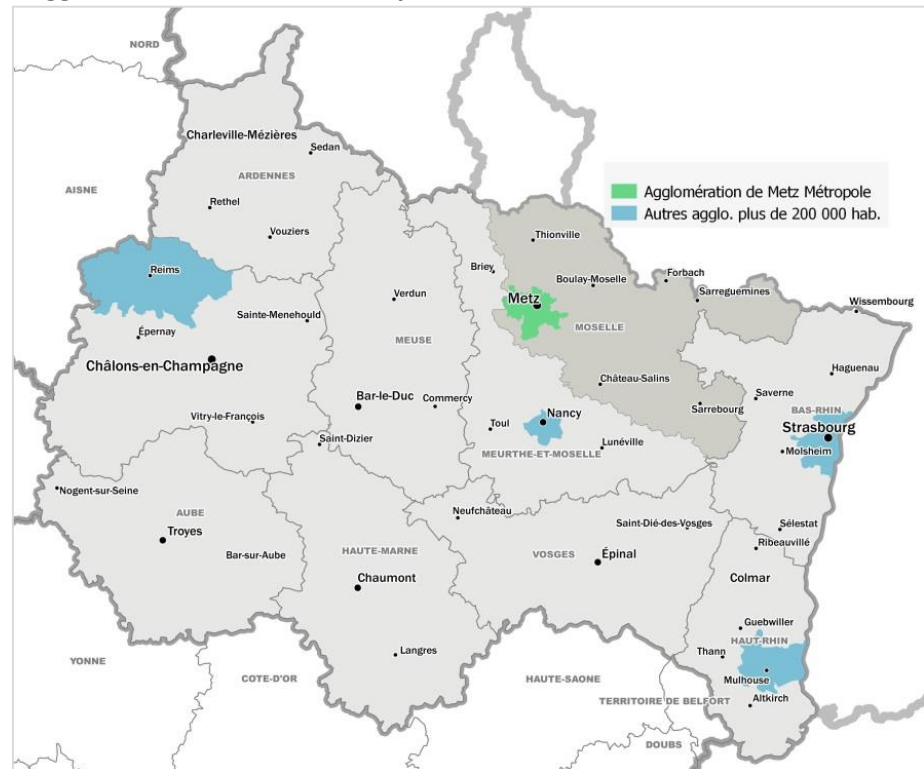 NORD
Charleville-Mézières
Sedan
ARDENNES
AISNE
Rethel
Vouziers
Agglomération de Metz Métropole
Autres agglo. plus de 200 000 hab.
Thionville
Reims
Briey
Boulay-Moselle
Forbach
Sarreguemines
Verdun
Metz
Wissembourg
Sainte-Menehould
MOSELLE
Épernay
MEUSE
Châlons-en-Champagne
Haguenau
Château-Salins
Saverne
Bar-le-Duc
Commercy
Sarrebourg
BAS-RHIN
Vitry-le-François
Nancy
Toul
Strasbourg
Saint-Dizier
Lunéville
Molsheim
MEURTHE-ET-MOSELLE
Nogent-sur-Seine
AUBE
Neufchâteau
Saint-Dié-des-Vosges
Sélestat
Troyes
Ribeauvillé
HAUTE-MARNE
VOSGES
Bar-sur-Aube
Épinal
Chaumont
Colmar
Guebwiller
HAUT-RHIN
Langres
Thann
YONNE
COTE-D'OR
HAUTE-SAONE
Mulhouse
TERRITOIRE DE BELFORT
Altkirch
DOUBS